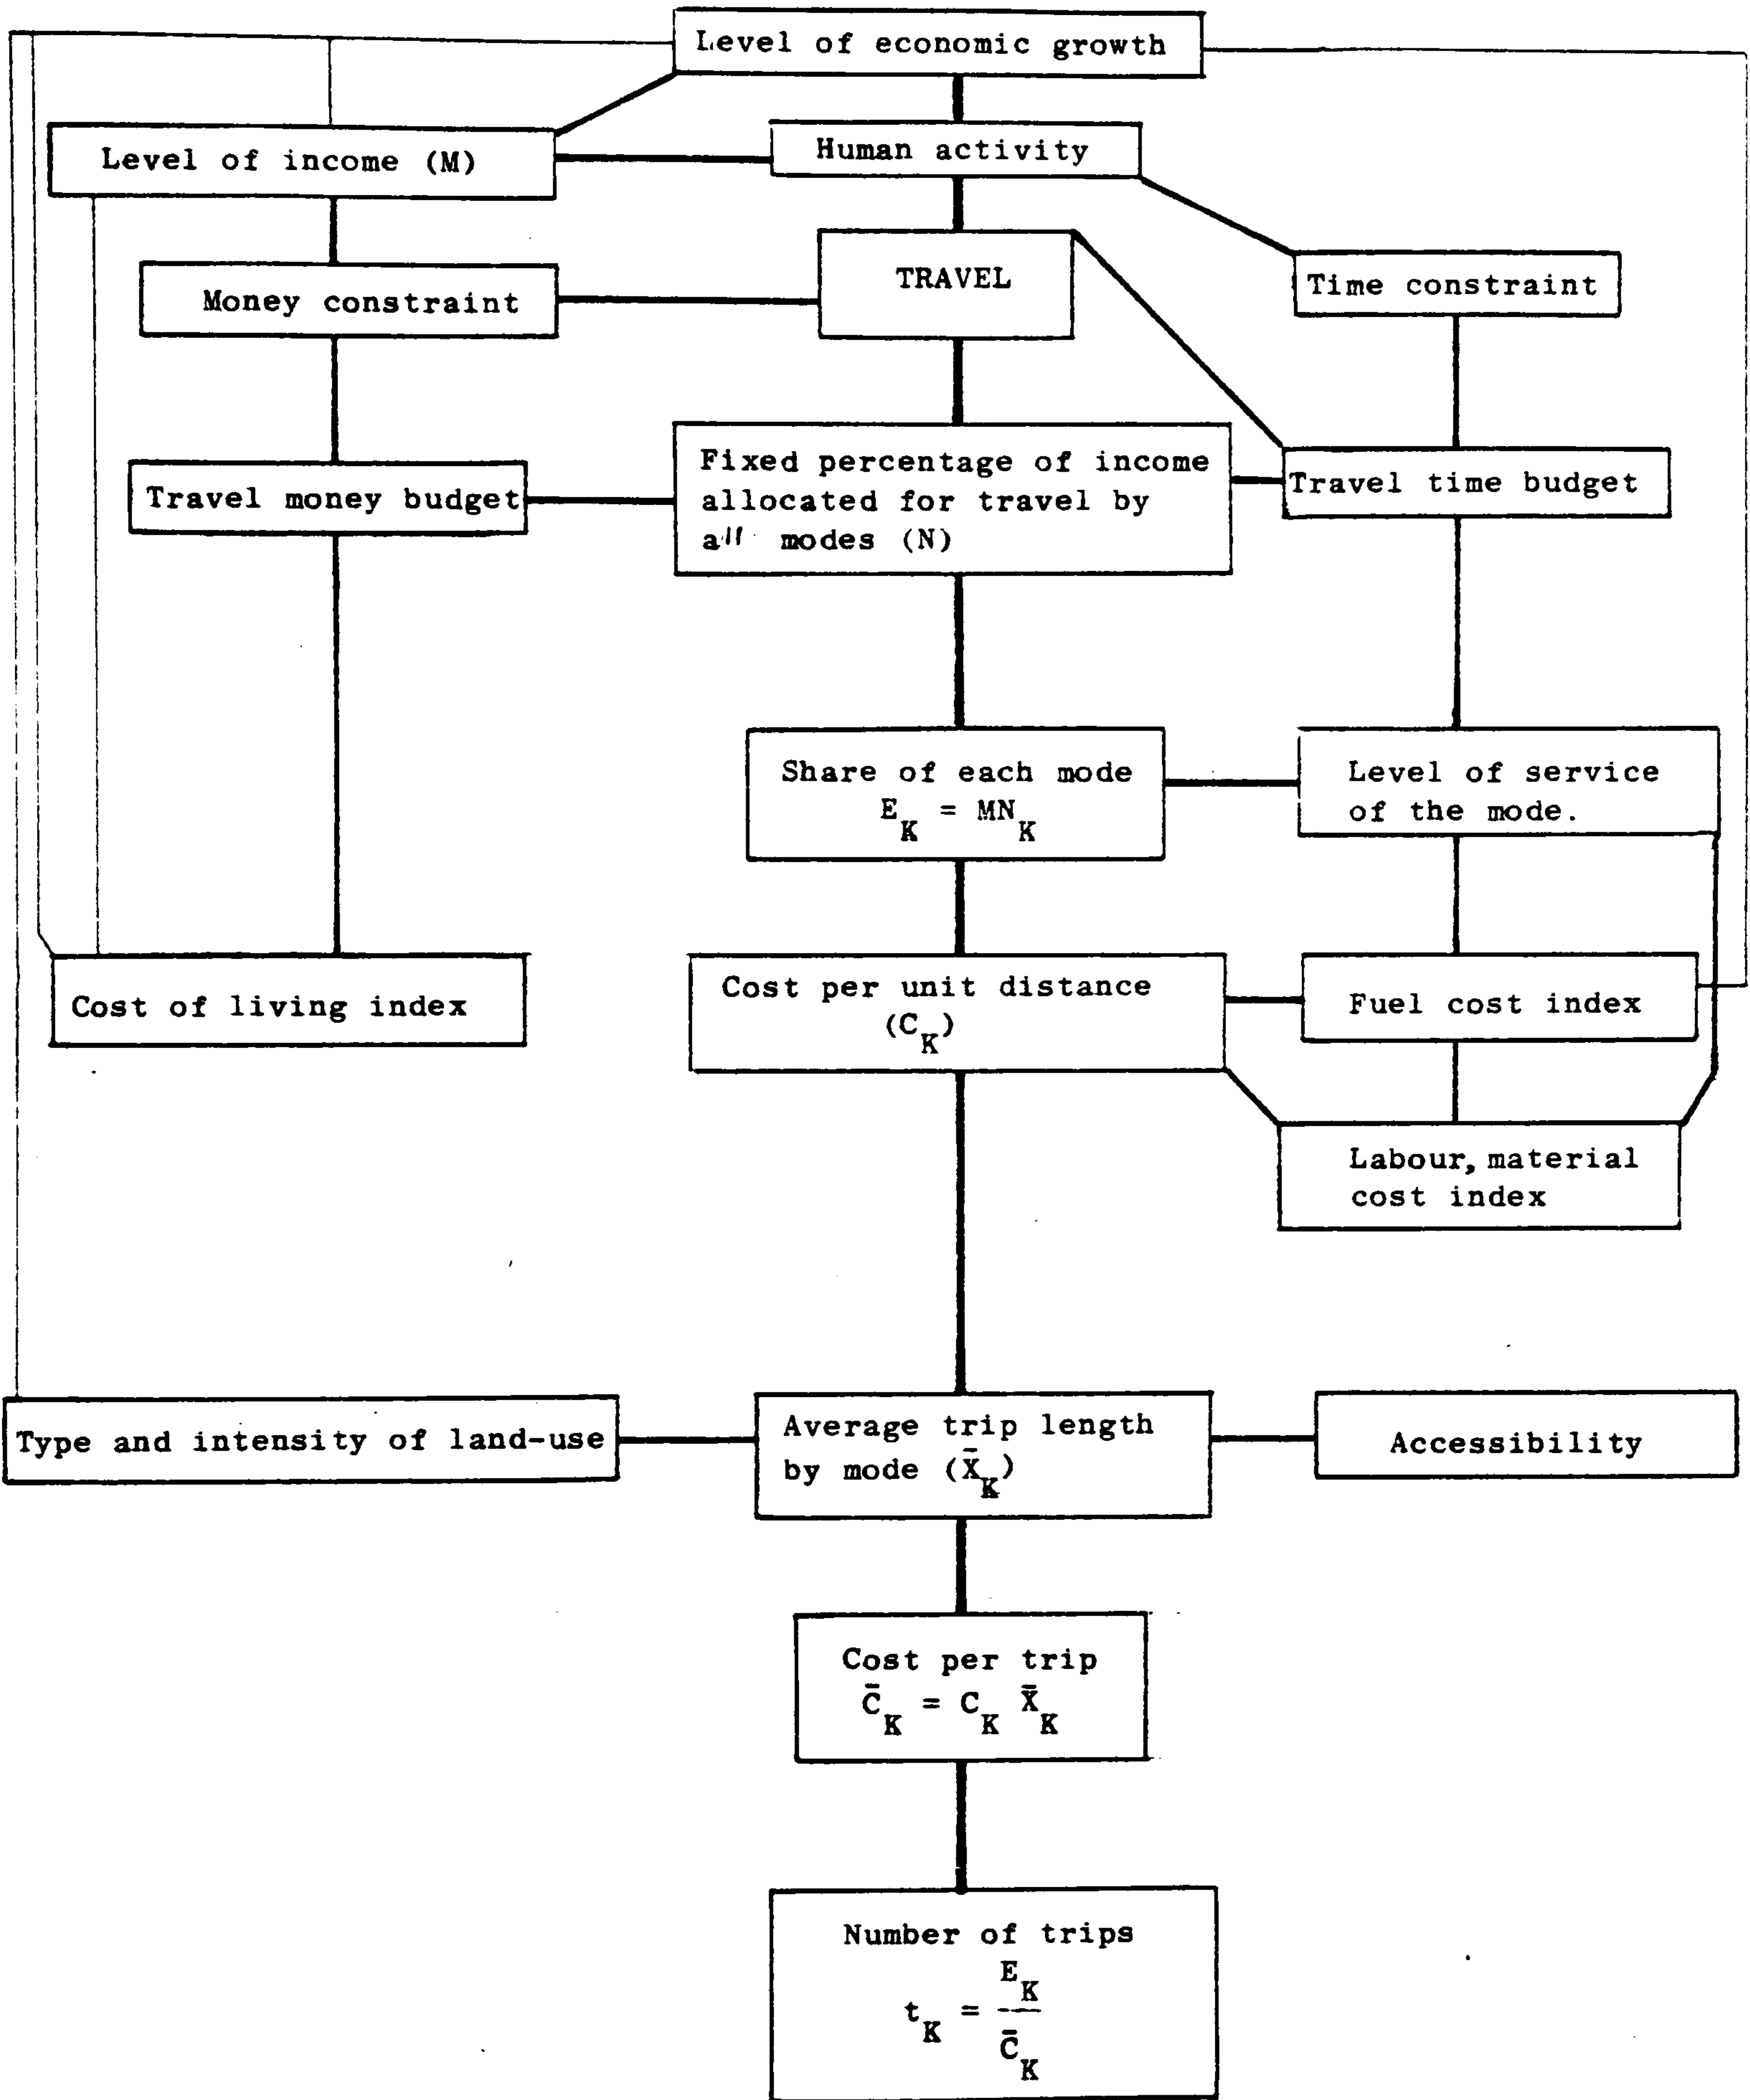 Level of economic growth
Level of income (M)
Human activity
TRAVEL
Money constraint
Time constraint
Fixed percentage of income
allocated for travel by
all modes (N)
Travel money budget
Travel time budget
Share of each mode
E_K = MN_K
Level of service
of the mode.
Cost of living index
Cost per unit distance
(C_K)
Fuel cost index
Labour, material
cost index
Type and intensity of land-use
Average trip length
by mode (X̄_K)
Accessibility
Cost per trip
C̄_K = C_K X̄_K
Number of trips
t_K = E_K / C̄_K